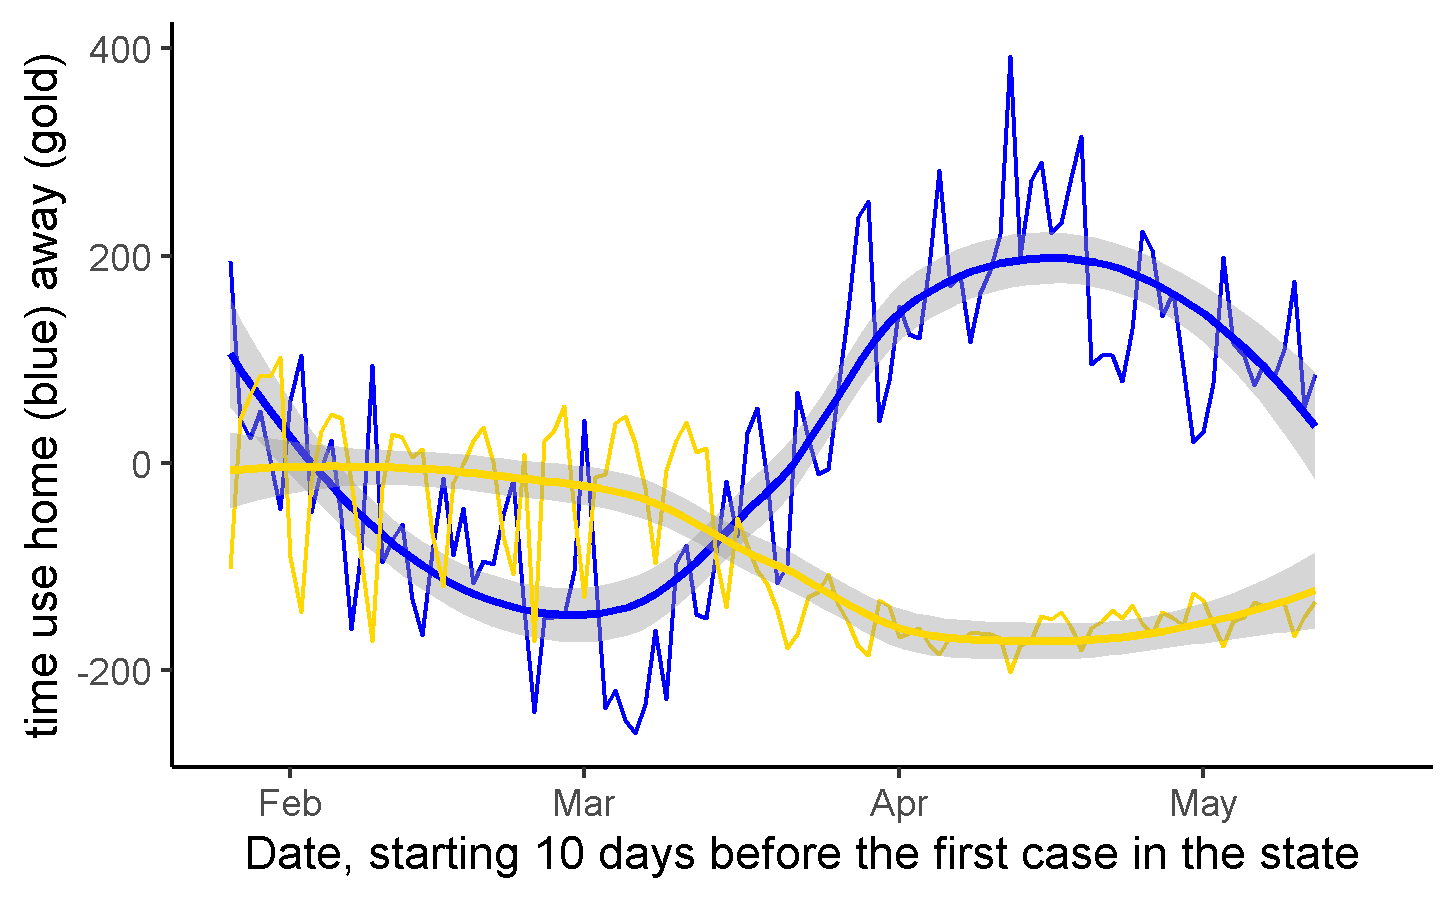 time use home (blue) away (gold)
400
200
0
-200
Feb
Mar
Apr
May
Date, starting 10 days before the first case in the state